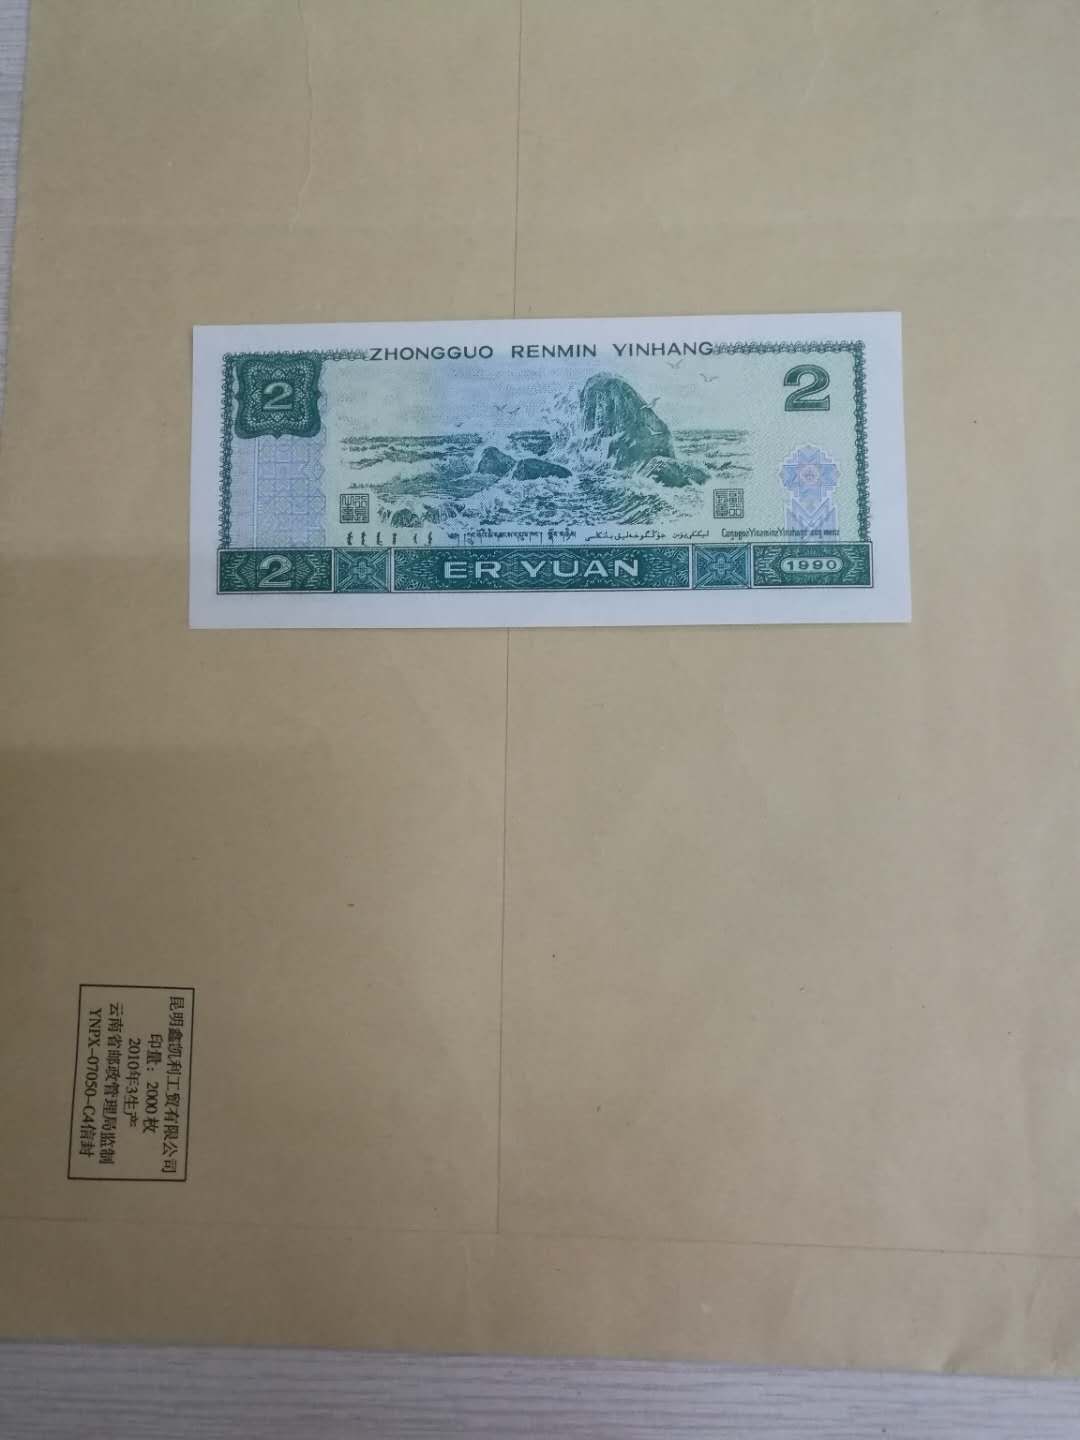 ZHONGGUO RENMIN YINHANG
2
2
2
ER YUAN
1990
昆明鑫凯利工贸有限公司
印量：2000枚
2010年3生产
云南省邮政管理局监制
YNPX-07050-C4信封